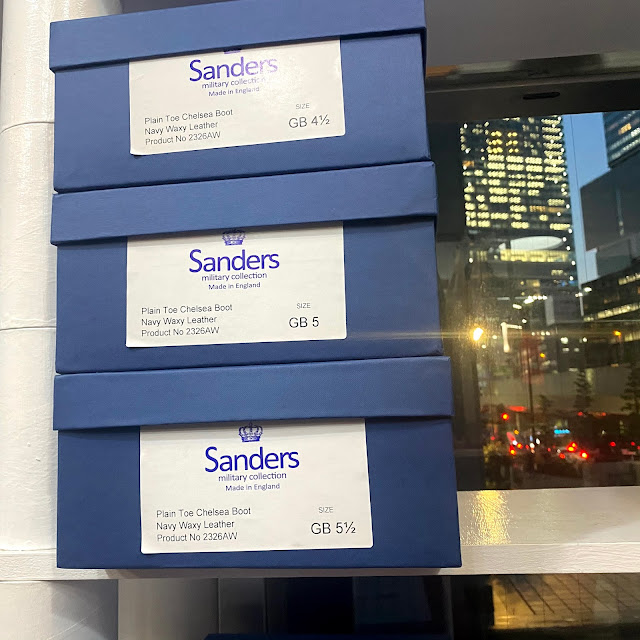 Sanders
military collection
Made in England
Plain Toe Chelsea Boot
Navy Waxy Leather
Product No 2326AW
SIZE
GB 4½
Sanders
military collection
Made in England
Plain Toe Chelsea Boot
Navy Waxy Leather
Product No 2326AW
SIZE
GB 5
Sanders
military collection
Made in England
Plain Toe Chelsea Boot
Navy Waxy Leather
Product No 2326AW
SIZE
GB 5½